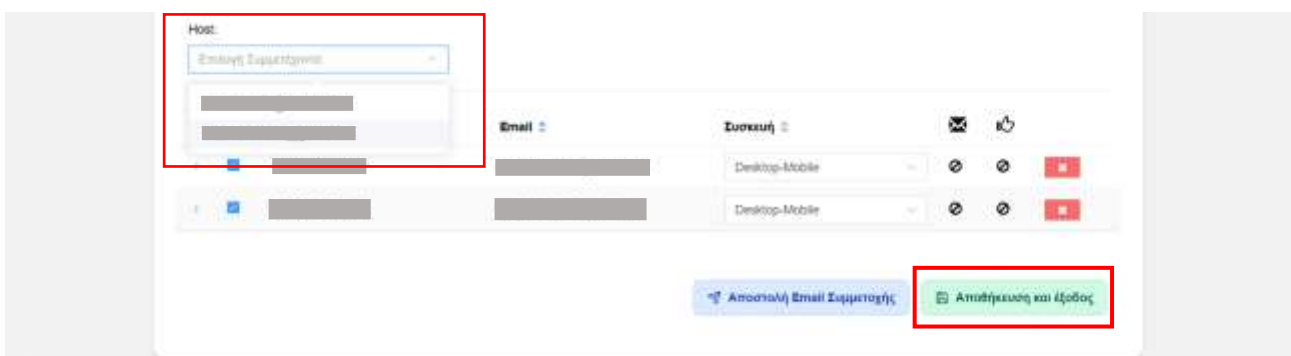 Host:
Επιλογή Συμμετέχοντα
Email Συσκευή
Desktop-Mobile
Desktop-Mobile
Αποστολή Email Συμμετοχής Αποθήκευση και έξοδος